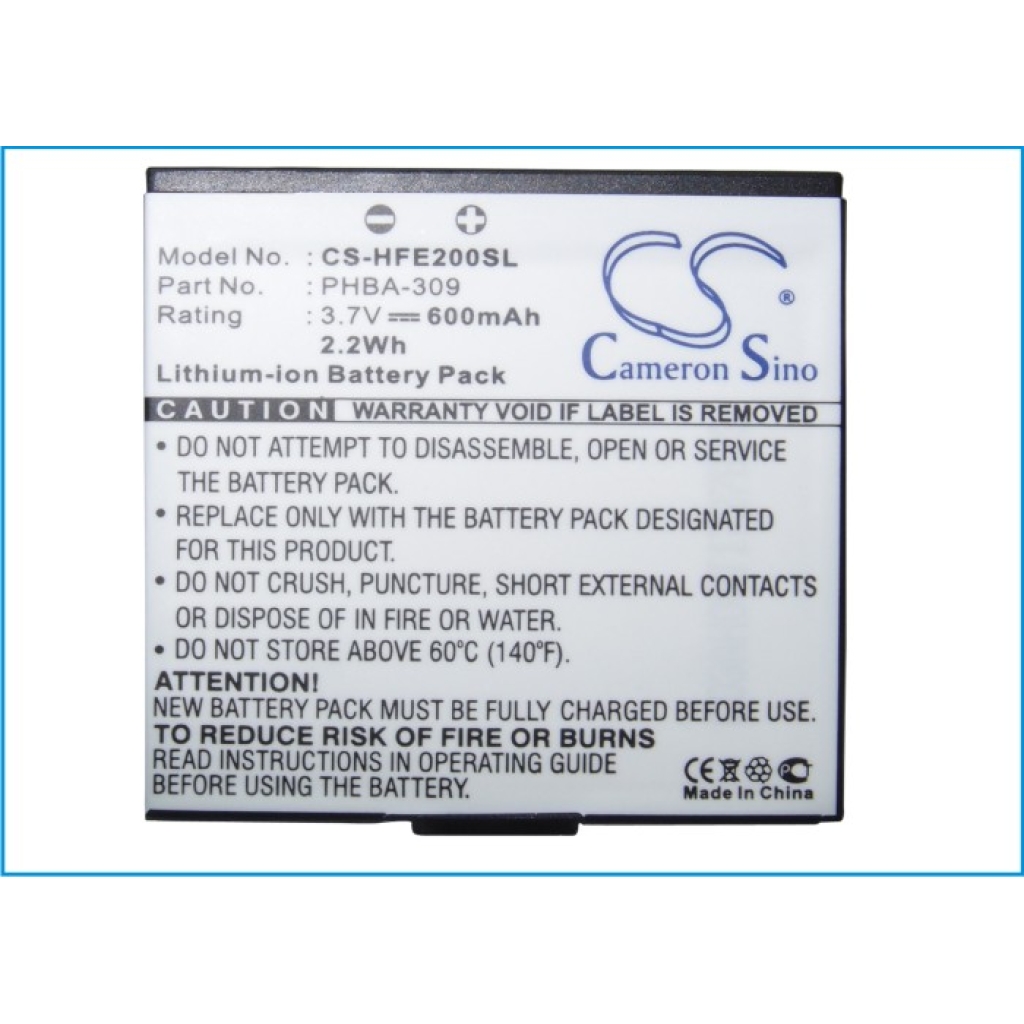 Model No. : CS-HFE200SL
Part No. : PHBA-309
Rating : 3.7V 600mAh
2.2Wh
Lithium-ion Battery Pack
CS ®
Cameron Sino
CAUTION WARRANTY VOID IF LABEL IS REMOVED
• DO NOT ATTEMPT TO DISASSEMBLE, OPEN OR SERVICE
THE BATTERY PACK.
• REPLACE ONLY WITH THE BATTERY PACK DESIGNATED
FOR THIS PRODUCT.
• DO NOT CRUSH, PUNCTURE, SHORT EXTERNAL CONTACTS
OR DISPOSE OF IN FIRE OR WATER.
• DO NOT STORE ABOVE 60°C (140°F).
ATTENTION!
NEW BATTERY PACK MUST BE FULLY CHARGED BEFORE USE.
TO REDUCE RISK OF FIRE OR BURNS
READ INSTRUCTIONS IN OPERATING GUIDE
BEFORE USING THE BATTERY.
CE
Made In China